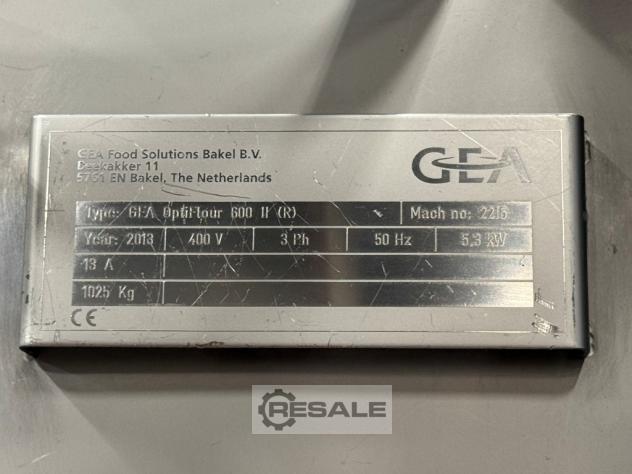 GEA Food Solutions Bakel B.V.
Beekakker 11
5761 EN Bakel, The Netherlands
GEA
Type: GEA OptiFlour 600 II (R) Mach no: 2216
Year: 2013 400 V 3 Ph 50 Hz 5,3 kW
13 A
1025 Kg
CE
RESALE